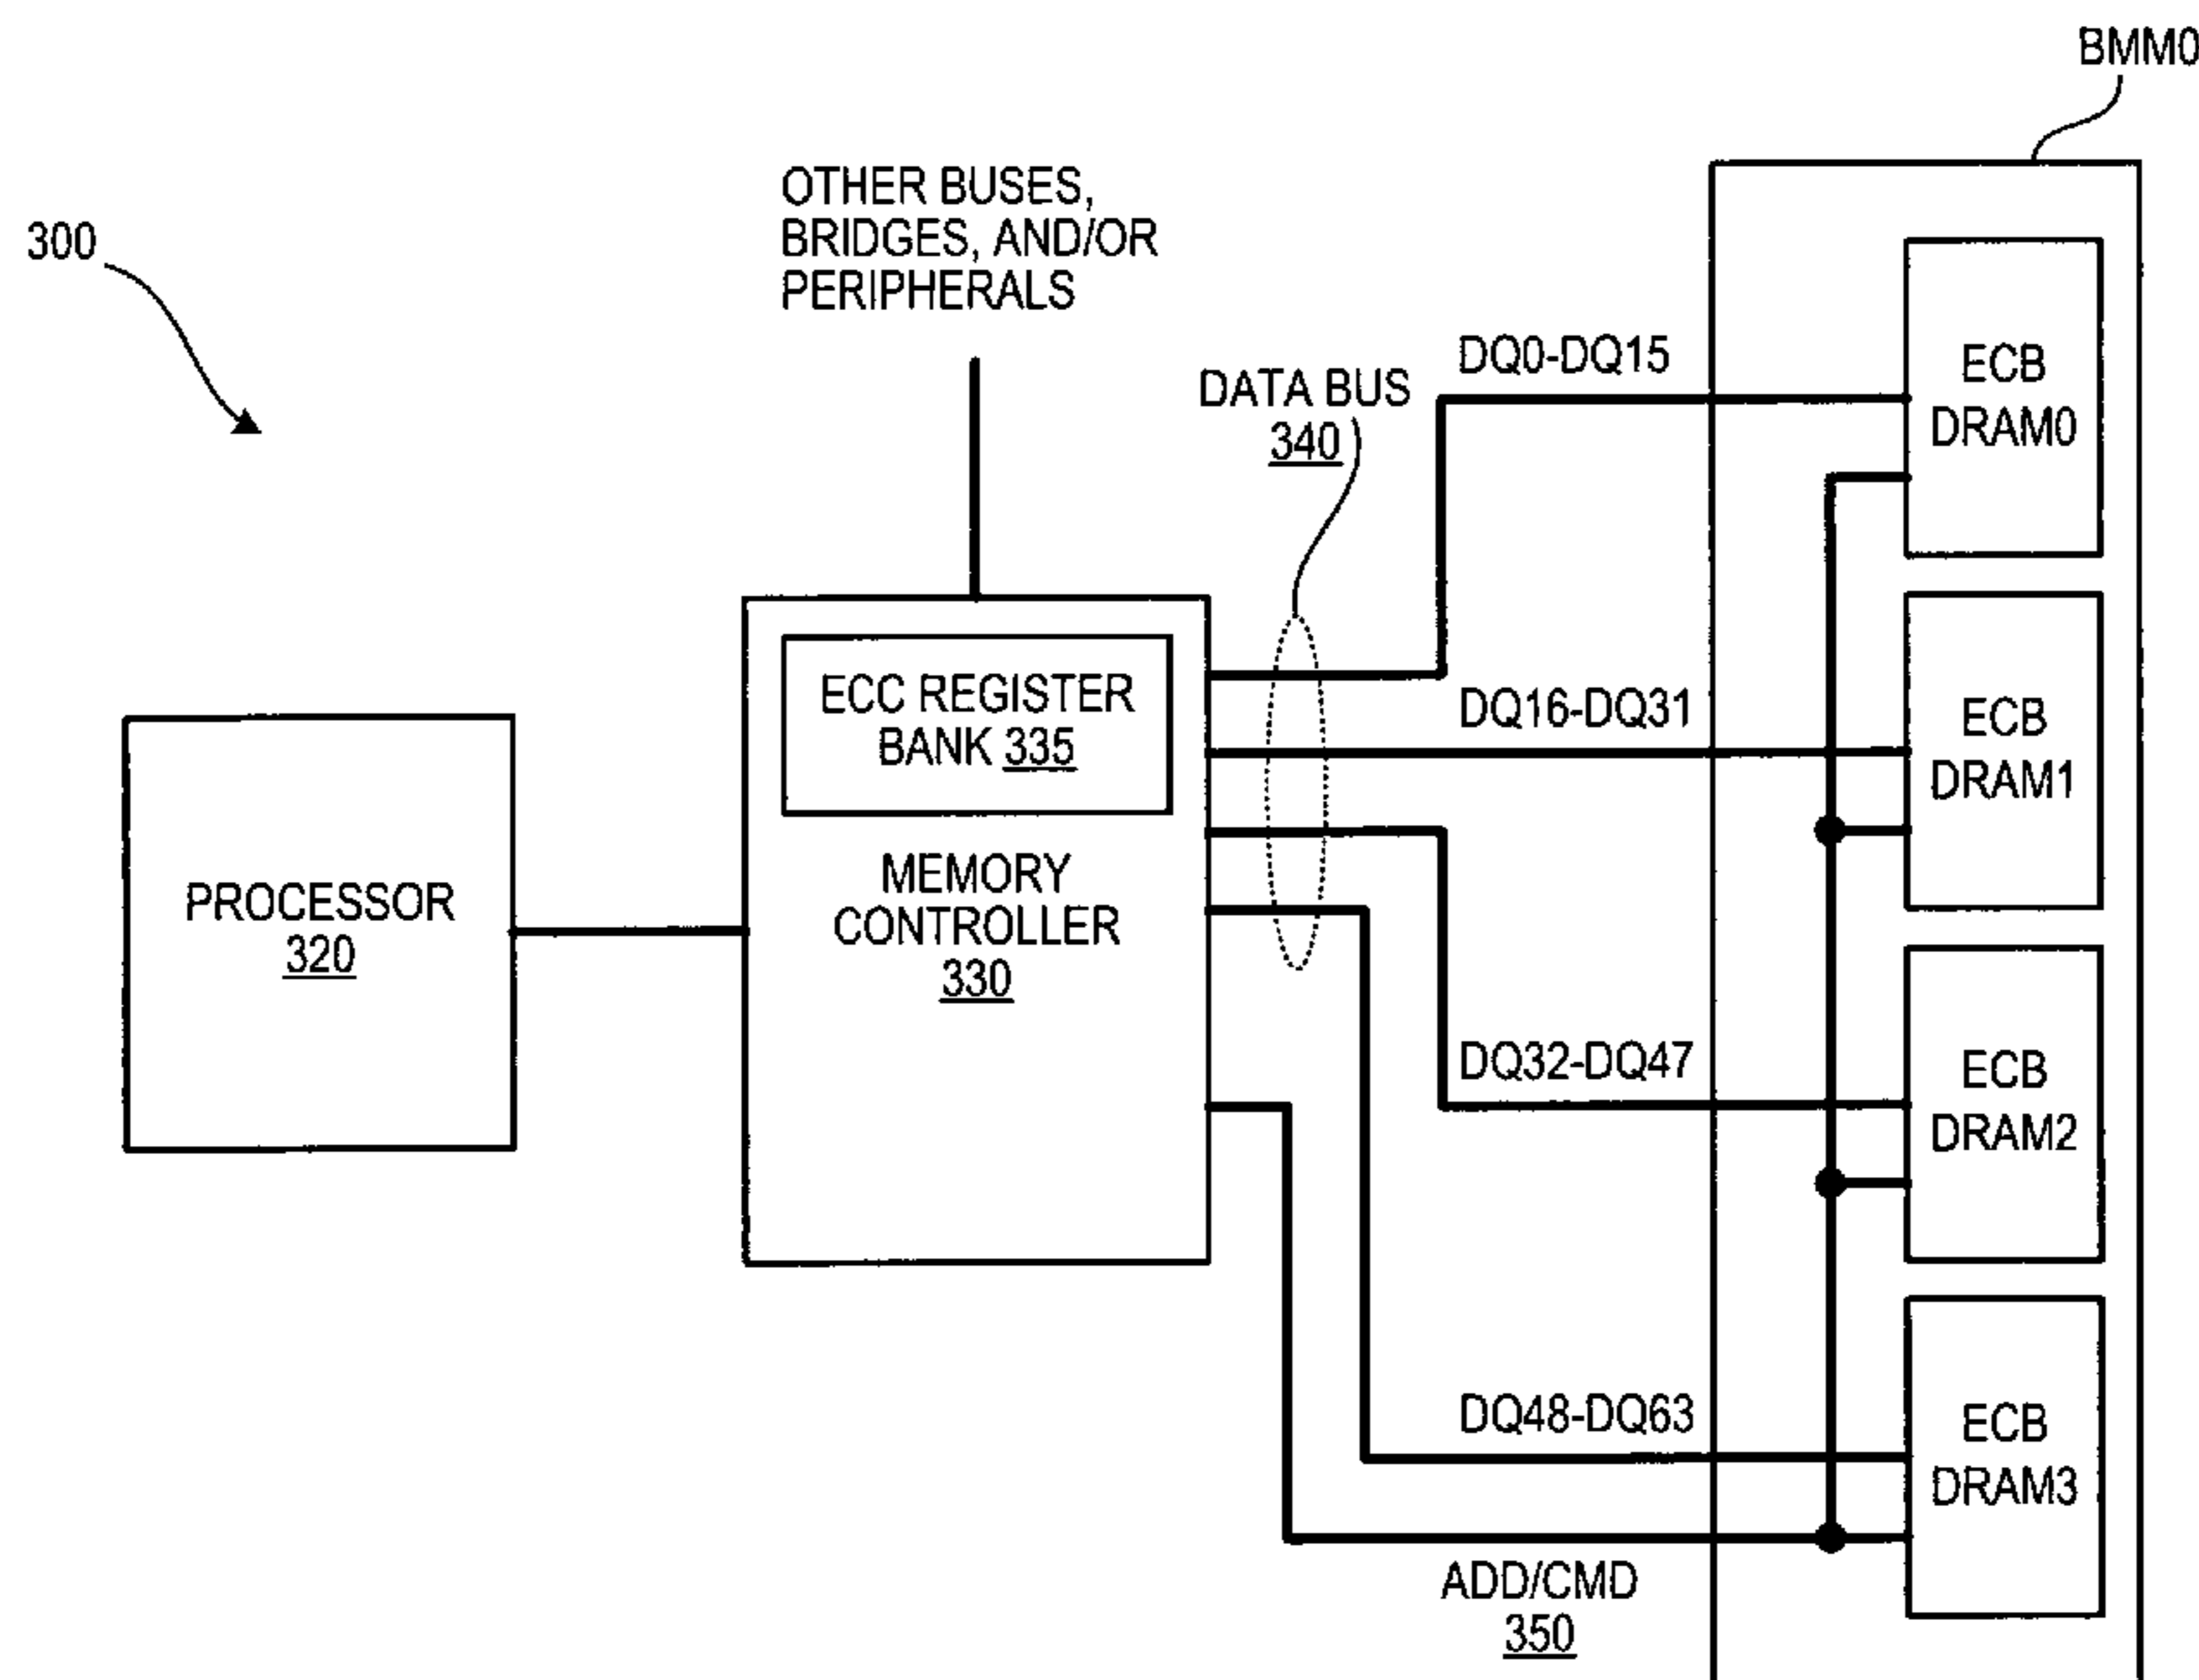 BMM0
300
OTHER BUSES,
BRIDGES, AND/OR
PERIPHERALS
DATA BUS
340
DQ0-DQ15
ECB
DRAM0
ECC REGISTER
BANK 335
DQ16-DQ31
ECB
DRAM1
PROCESSOR
320
MEMORY
CONTROLLER
330
DQ32-DQ47
ECB
DRAM2
DQ48-DQ63
ECB
DRAM3
ADD/CMD
350